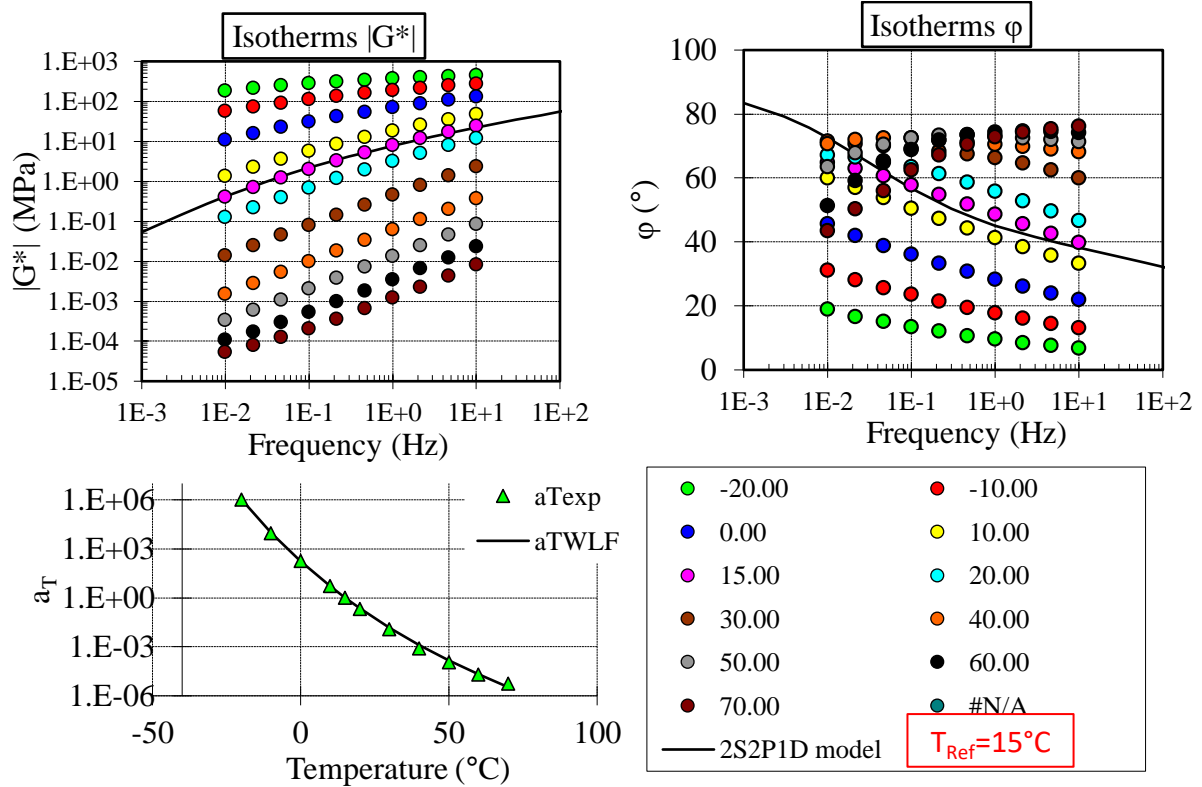 Isotherms |G*|
1.E+03
1.E+02
1.E+01
1.E+00
1.E-01
1.E-02
1.E-03
1.E-04
1.E-05
|G*| (MPa)
1E-3 1E-2 1E-1 1E+0 1E+1 1E+2
Frequency (Hz)
Isotherms φ
100
80
60
40
20
0
φ (°)
1E-3 1E-2 1E-1 1E+0 1E+1 1E+2
Frequency (Hz)
1.E+06
1.E+03
1.E+00
1.E-03
1.E-06
aT
-50 0 50 100
Temperature (°C)
aTexp
aTWLF
-20.00 -10.00
0.00 10.00
15.00 20.00
30.00 40.00
50.00 60.00
70.00 #N/A
2S2P1D model
TRef=15°C